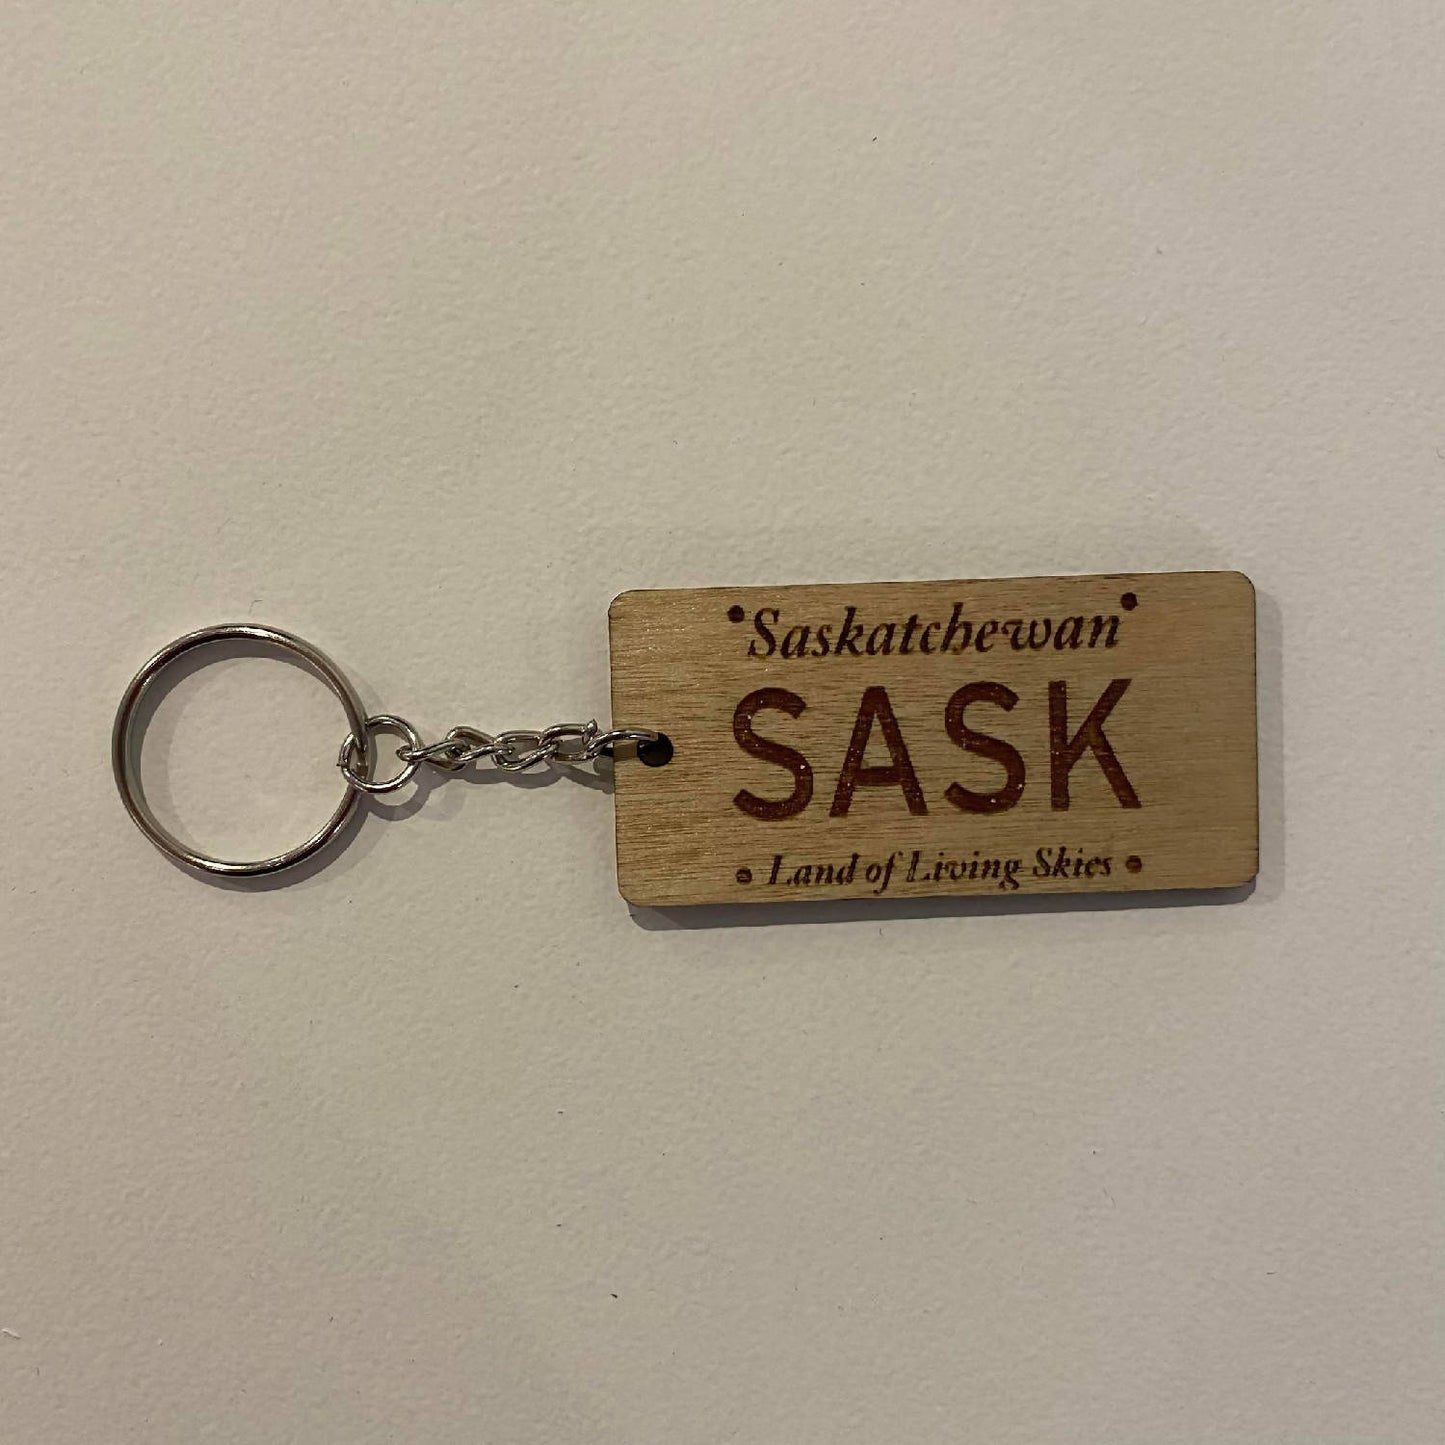 Saskatchewan
SASK
Land of Living Skies